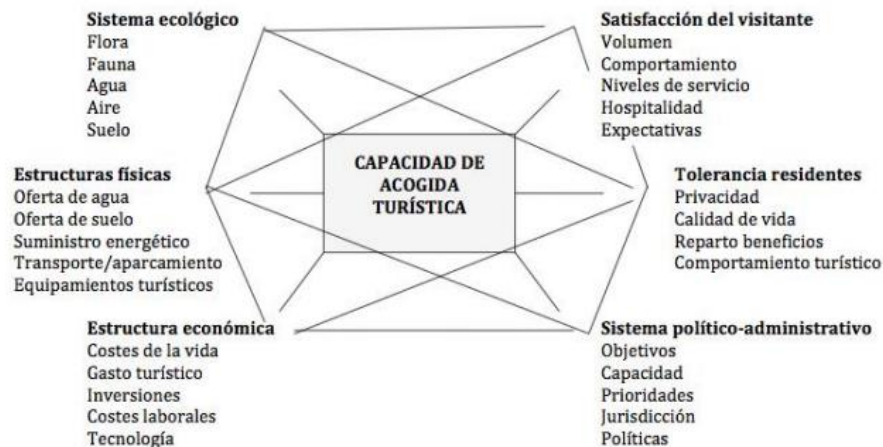 Sistema ecológico
Flora
Fauna
Agua
Aire
Suelo
Satisfacción del visitante
Volumen
Comportamiento
Niveles de servicio
Hospitalidad
Expectativas
Estructuras físicas
Oferta de agua
Oferta de suelo
Suministro energético
Transporte/aparcamiento
Equipamientos turísticos
CAPACIDAD DE
ACOGIDA
TURÍSTICA
Tolerancia residentes
Privacidad
Calidad de vida
Reparto beneficios
Comportamiento turístico
Estructura económica
Costes de la vida
Gasto turístico
Inversiones
Costes laborales
Tecnología
Sistema político-administrativo
Objetivos
Capacidad
Prioridades
Jurisdicción
Políticas